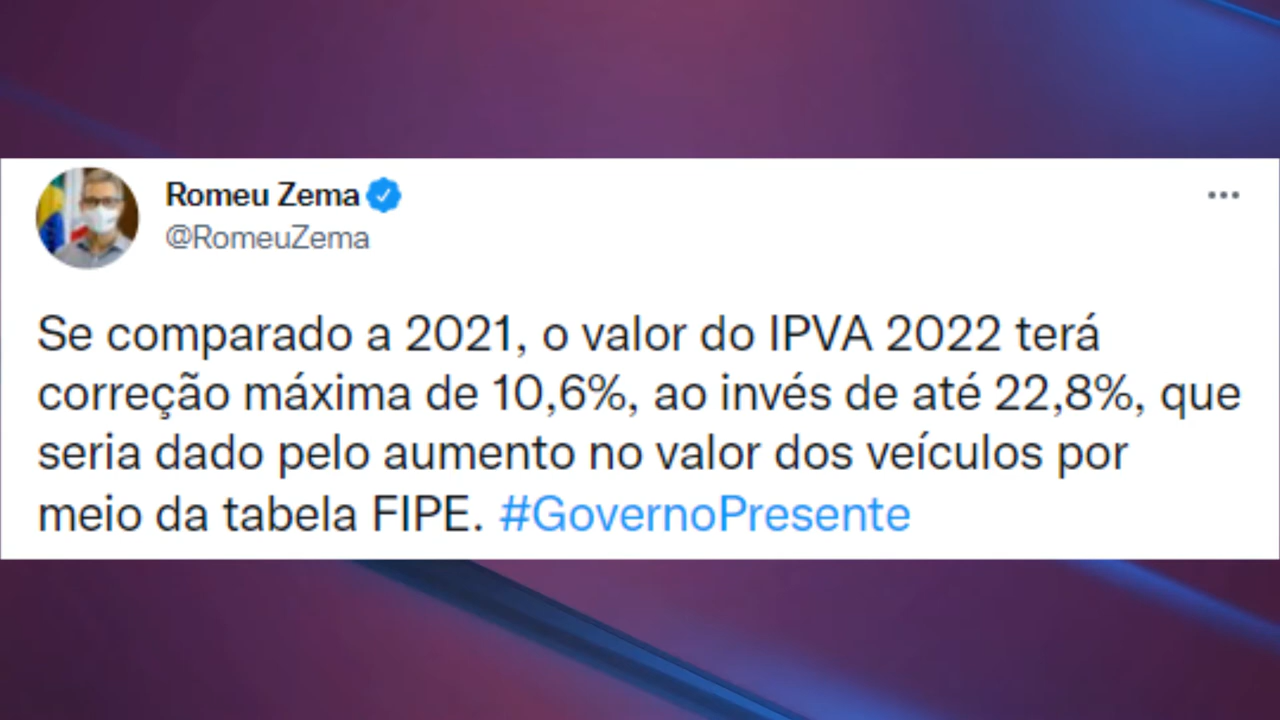 Romeu Zema
@RomeuZema
Se comparado a 2021, o valor do IPVA 2022 terá
correção máxima de 10,6%, ao invés de até 22,8%, que
seria dado pelo aumento no valor dos veículos por
meio da tabela FIPE. #GovernoPresente